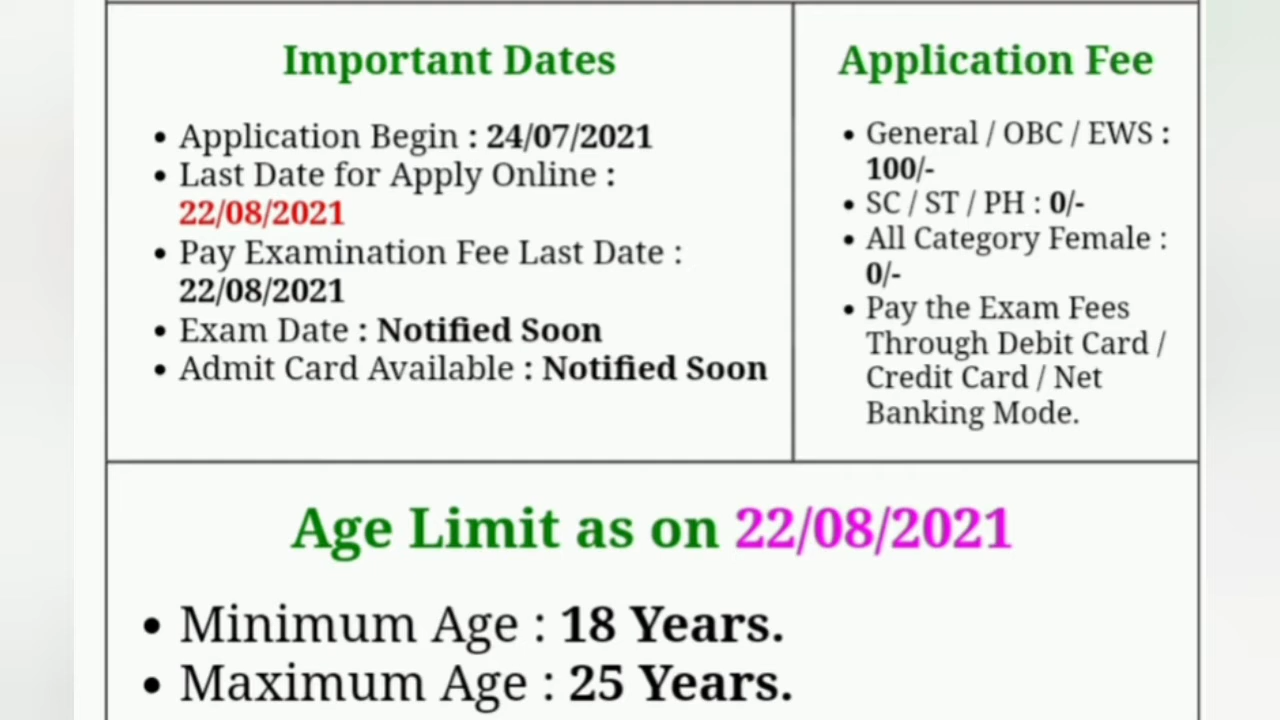 Important Dates
• Application Begin : 24/07/2021
• Last Date for Apply Online :
22/08/2021
• Pay Examination Fee Last Date :
22/08/2021
• Exam Date : Notified Soon
• Admit Card Available : Notified Soon
Application Fee
• General / OBC / EWS :
100/-
• SC / ST / PH : 0/-
• All Category Female :
0/-
• Pay the Exam Fees
Through Debit Card /
Credit Card / Net
Banking Mode.
Age Limit as on 22/08/2021
• Minimum Age : 18 Years.
• Maximum Age : 25 Years.